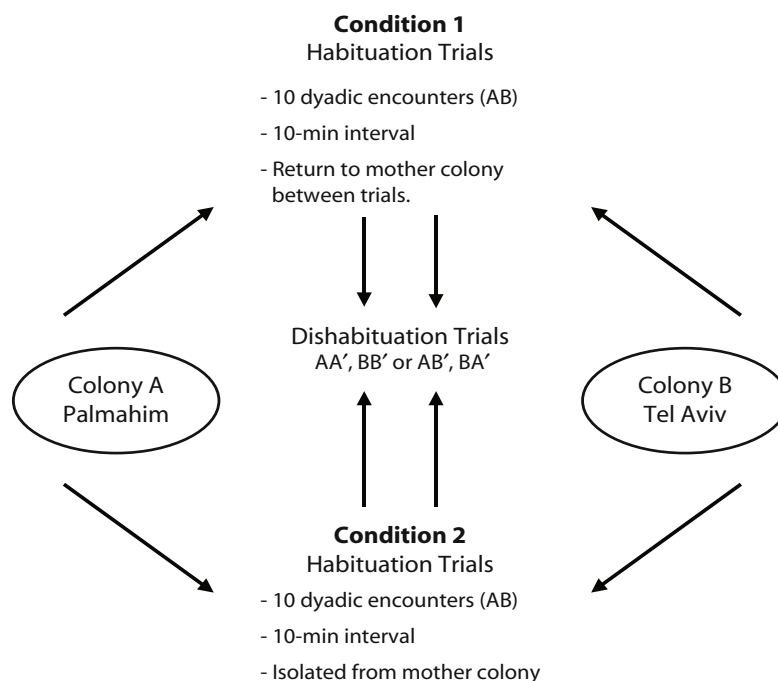 Condition 1
Habituation Trials
- 10 dyadic encounters (AB)
- 10-min interval
- Return to mother colony
between trials.
Dishabituation Trials
AA′, BB′ or AB′, BA′
Colony A
Palmahim
Colony B
Tel Aviv
Condition 2
Habituation Trials
- 10 dyadic encounters (AB)
- 10-min interval
- Isolated from mother colony